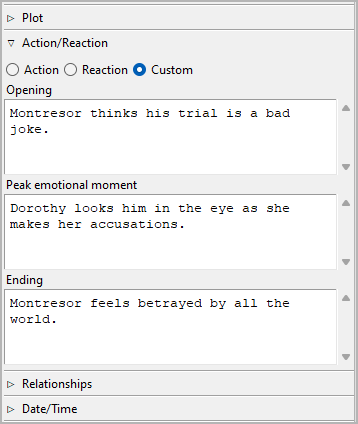 Plot
Action/Reaction
Action Reaction Custom
Opening
Montresor thinks his trial is a bad
joke.
Peak emotional moment
Dorothy looks him in the eye as she
makes her accusations.
Ending
Montresor feels betrayed by all the
world.
Relationships
Date/Time